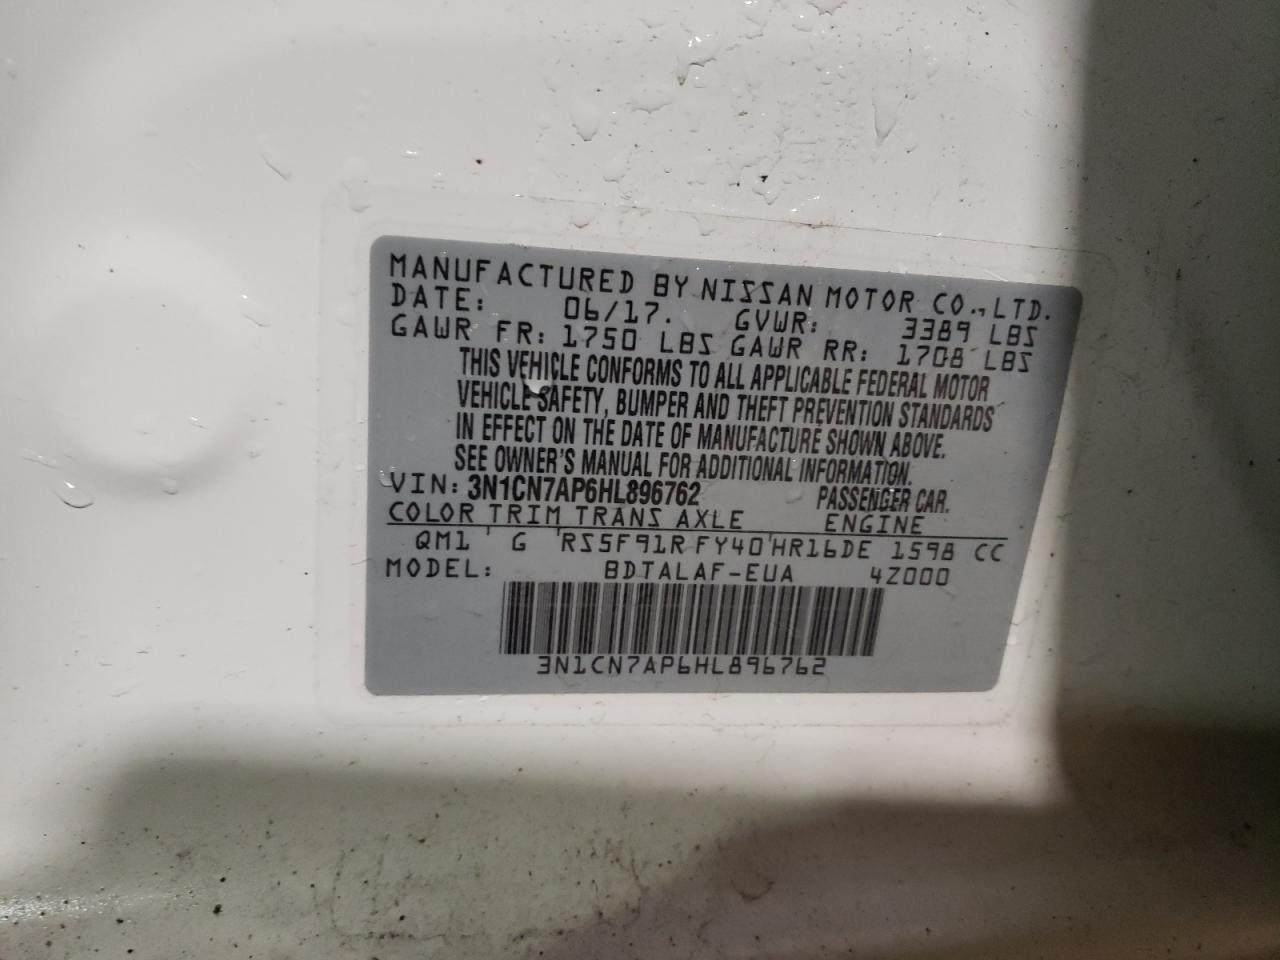 MANUFACTURED BY NISSAN MOTOR CO., LTD.
DATE: 06/17. GVWR: 3389 LBS
GAWR FR: 1750 LBS GAWR RR: 1708 LBS
THIS VEHICLE CONFORMS TO ALL APPLICABLE FEDERAL MOTOR
VEHICLE SAFETY, BUMPER AND THEFT PREVENTION STANDARDS
IN EFFECT ON THE DATE OF MANUFACTURE SHOWN ABOVE.
SEE OWNER'S MANUAL FOR ADDITIONAL INFORMATION.
VIN: 3N1CN7AP6HL896762 PASSENGER CAR.
COLOR TRIM TRANS AXLE ENGINE
QM1 ' G 'RS5F91R FY40'HR16DE 1598 CC
MODEL: BDTALAF-EUA 4Z000
3N1CN7AP6HL896762